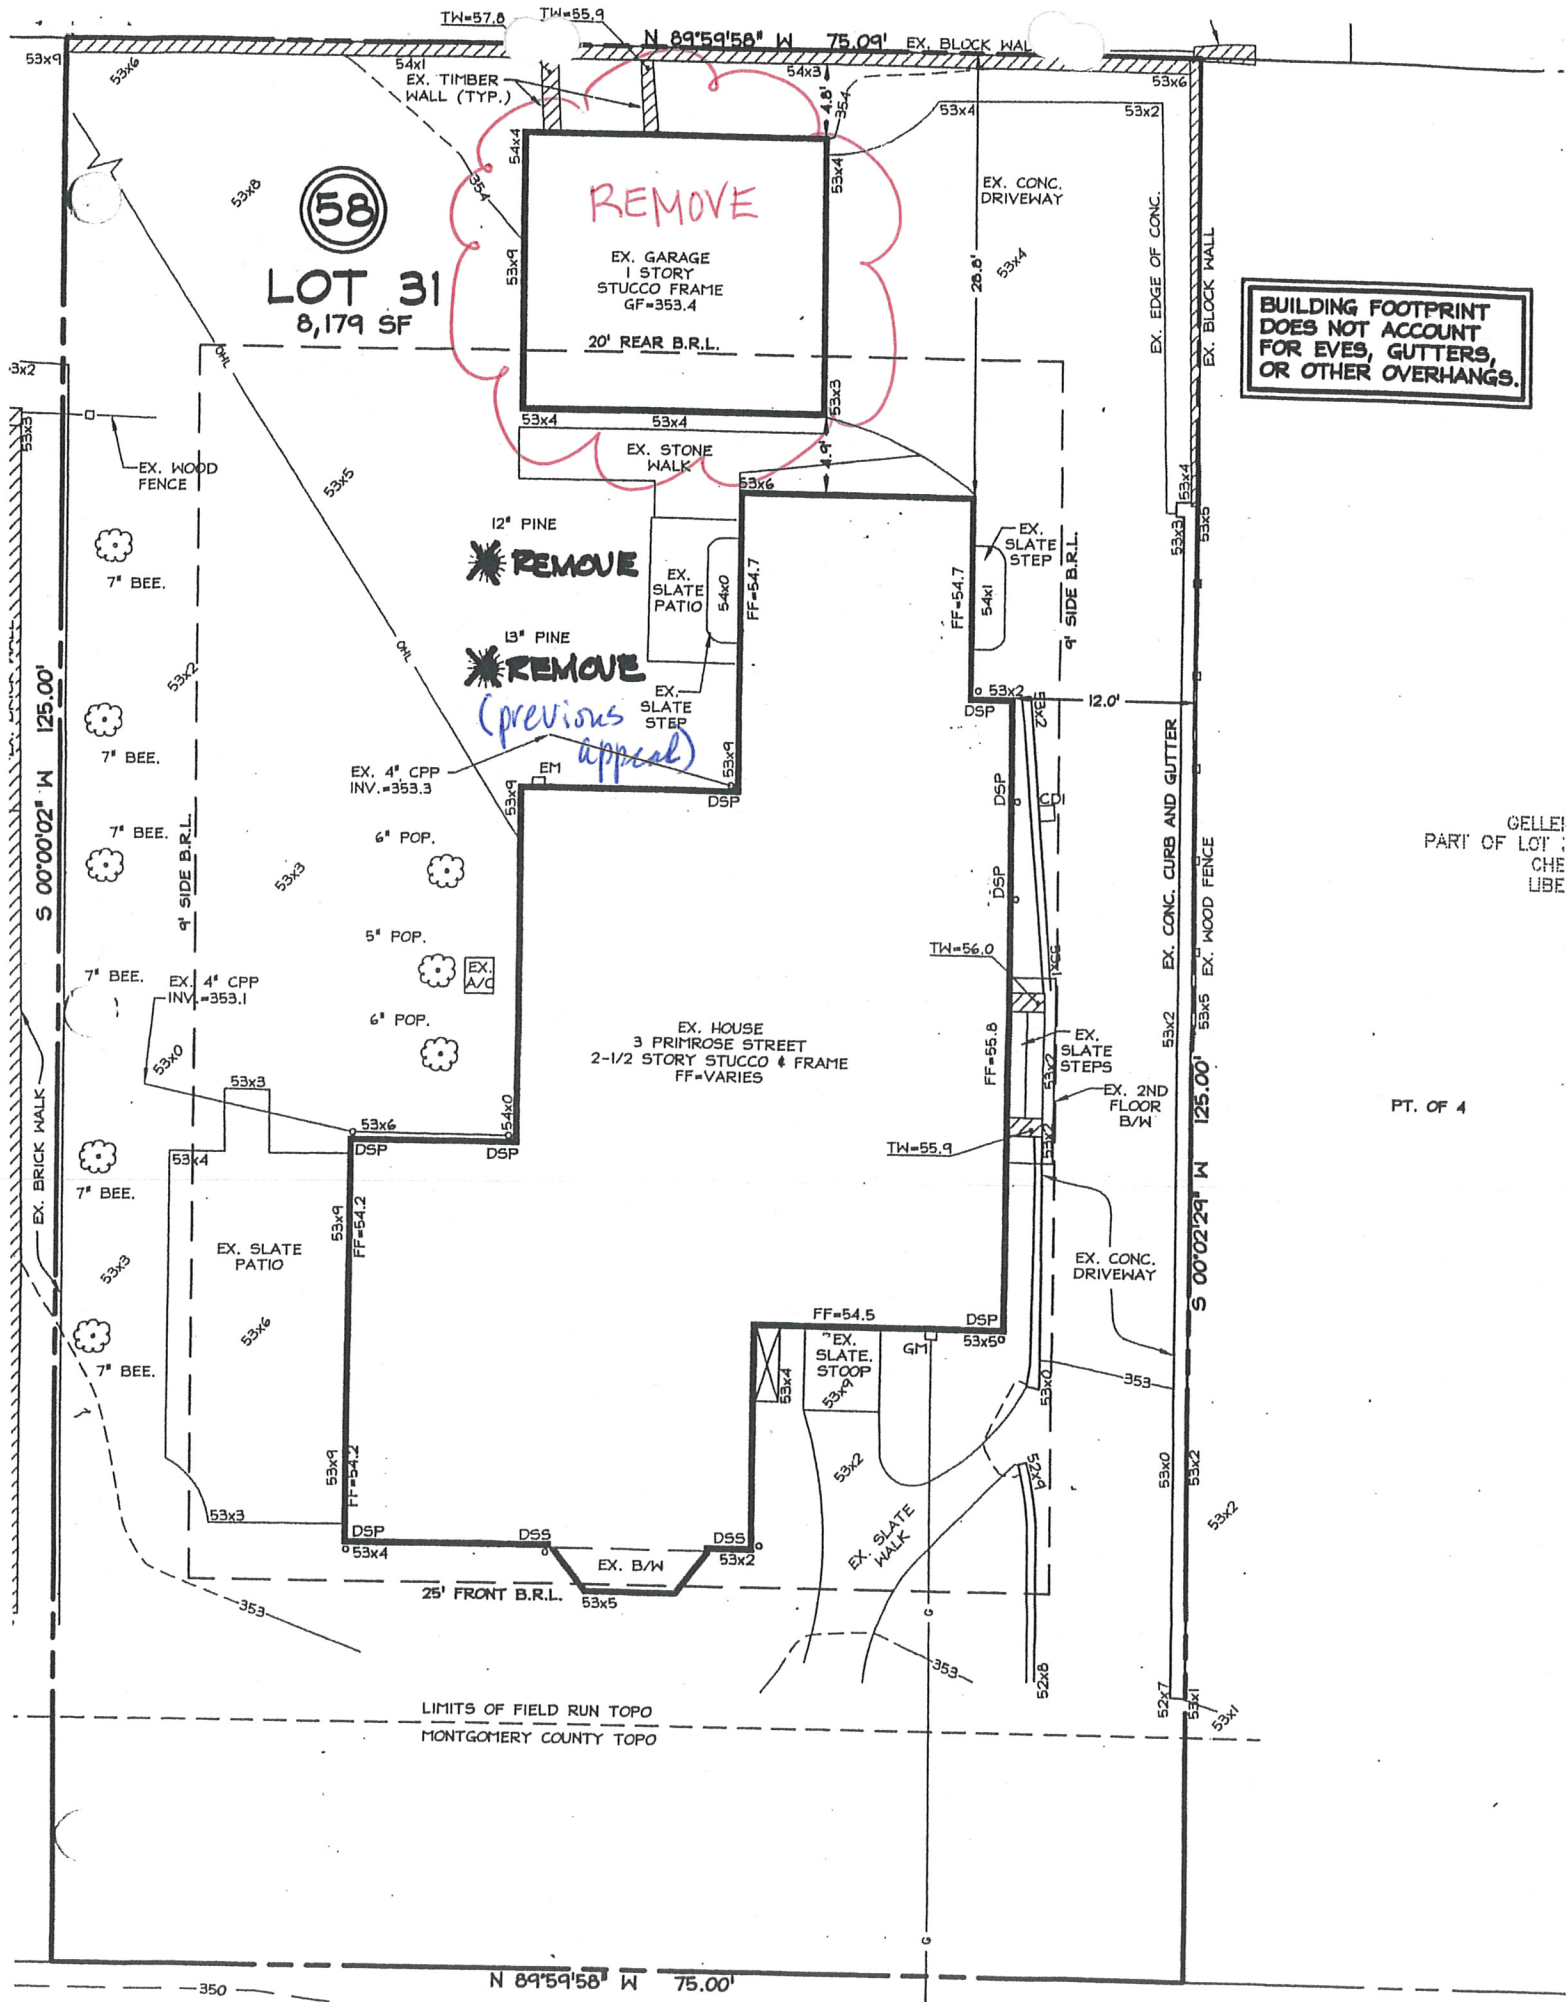 TW=57.8
TW=55.9
N 89°59'58" W 75.09'
EX. BLOCK WAL
53x9
53x6
54x1
EX. TIMBER
WALL (TYP.)
54x3
53x6
4.8'
354
53x4
53x2
54x4
53x4
354
58
53x8
LOT 31
8,179 SF
REMOVE
EX. GARAGE
1 STORY
STUCCO FRAME
GF=353.4
53x9
EX. CONC.
DRIVEWAY
28.8'
53x4
EX. EDGE OF CONC.
EX. BLOCK WALL
BUILDING FOOTPRINT
DOES NOT ACCOUNT
FOR EVES, GUTTERS,
OR OTHER OVERHANGS.
20' REAR B.R.L.
OHL
3x2
53x3
53x4
53x4
53x3
EX. WOOD
FENCE
53x5
EX. STONE
WALK
4.9'
53x6
53x4
53x3
53x5
12" PINE
REMOVE
7" BEE.
EX.
SLATE
PATIO
54x0
FF=54.7
FF=54.7
54x1
EX.
SLATE
STEP
9' SIDE B.R.L.
13" PINE
REMOVE
OHL
53x2
S 00°00'02" W 125.00'
EX.
SLATE
STEP
(previous
appeal)
53x2
DSP
53x2
12.0'
7" BEE.
EX. 4" CPP
INV.=353.3
EM
53x9
53x9
DSP
DSP
CDI
EX. CONC. CURB AND GUTTER
7" BEE.
9' SIDE B.R.L.
6" POP.
53x3
DSP
EX. WOOD FENCE
GELLE
PART OF LOT
CHE
LIBE
5" POP.
EX.
A/C
TW=56.0
53x1
7" BEE.
EX. 4" CPP
INV.=353.1
6" POP.
53x2
53x5
EX. HOUSE
3 PRIMROSE STREET
2-1/2 STORY STUCCO & FRAME
FF=VARIES
FF=55.8
EX.
SLATE
STEPS
53x2
EX. 2ND
FLOOR
B/W
53x0
53x3
53x6
54x0
DSP
DSP
53x4
TW=55.9
53x2
125.00'
PT. OF 4
EX. BRICK WALK
7" BEE.
53x9
FF=54.2
EX. SLATE
PATIO
53x3
53x6
EX. CONC.
DRIVEWAY
S 00°02'29" W
FF=54.5
DSP
53x5
GM
EX.
SLATE
STOOP
53x9
53x4
7" BEE.
353
53x0
53x9
FF=54.2
53x2
52x9
53x0
53x2
53x2
53x3
DSP
53x4
DSS
DSS
53x2
EX. B/W
53x5
EX. SLATE
WALK
25' FRONT B.R.L.
353
G
353
52x8
52x7
53x1
53x1
LIMITS OF FIELD RUN TOPO
MONTGOMERY COUNTY TOPO
G
N 89°59'58" W 75.00'
350